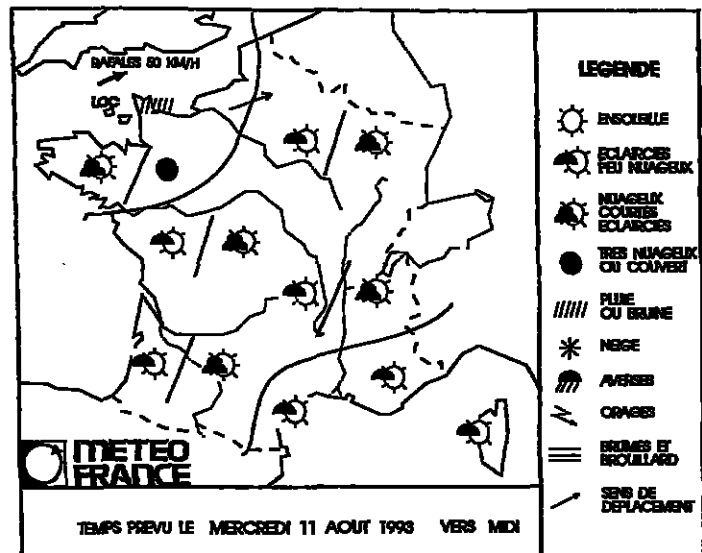 RAFALES 50 KM/H
LOC
LEGENDE
ENSOLEILLE
ECLAIRCIES
PEU NUAGEUX
NUAGEUX
COURTES
ECLAIRCIES
TRES NUAGEUX
OU COUVERT
PLUIE
OU BRUINE
NEIGE
AVERSES
ORAGES
BRUMES ET
BROUILLARD
SENS DE
DEPLACEMENT
METEO
FRANCE
TEMPS PREVU LE MERCREDI 11 AOUT 1993 VERS MIDI